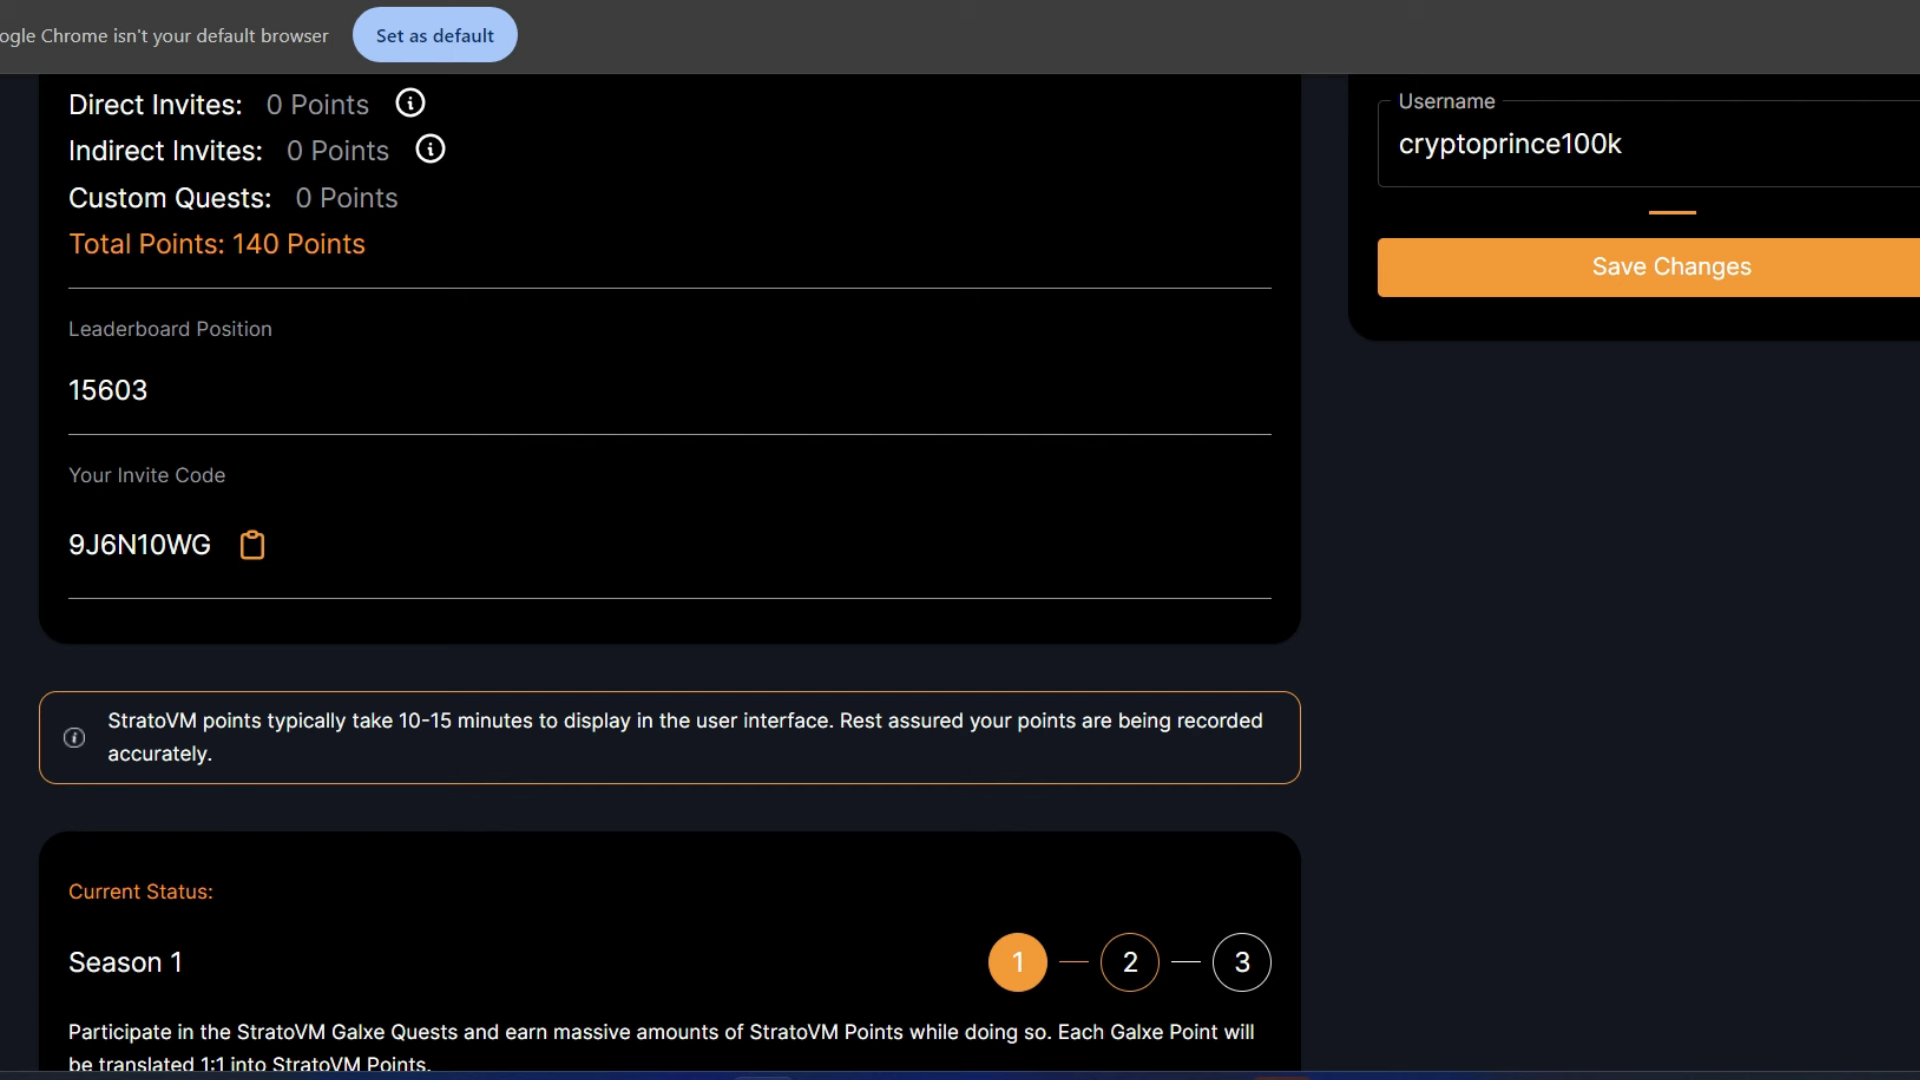 ogle Chrome isn't your default browser
Set as default
Direct Invites: 0 Points
Indirect Invites: 0 Points
Custom Quests: 0 Points
Total Points: 140 Points
Leaderboard Position
15603
Your Invite Code
9J6N10WG
StratoVM points typically take 10-15 minutes to display in the user interface. Rest assured your points are being recorded
accurately.
Current Status:
Season 1
1
2
3
Participate in the StratoVM Galxe Quests and earn massive amounts of StratoVM Points while doing so. Each Galxe Point will
be translated 1:1 into StratoVM Points.
Username
cryptoprince100k
Save Changes